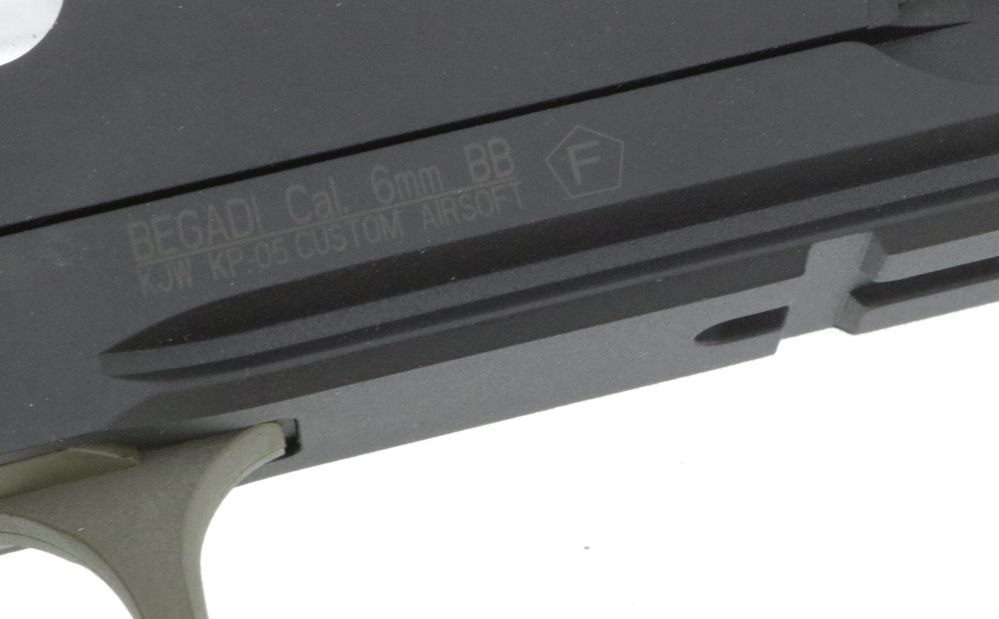 BEGADI Cal. 6mm BB
KJW KP-05 CUSTOM AIRSOFT
F